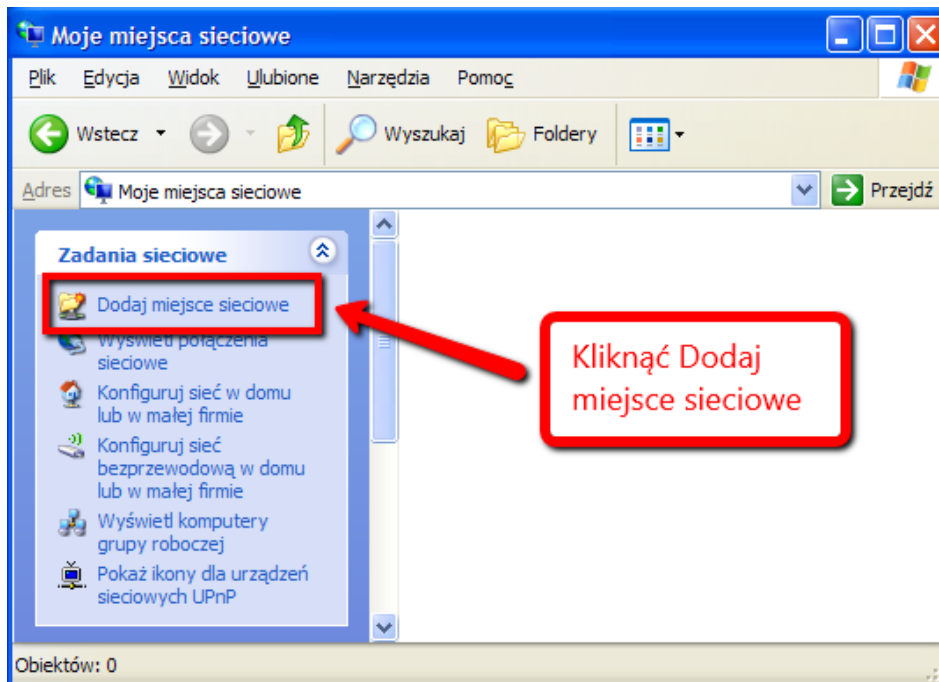 Moje miejsca sieciowe
Plik Edycja Widok Ulubione Narzędzia Pomoc
Wstecz Wyszukaj Foldery
Adres Moje miejsca sieciowe Przejdź
Zadania sieciowe
Dodaj miejsce sieciowe
Wyświetl połączenia
sieciowe
Konfiguruj sieć w domu
lub w małej firmie
Konfiguruj sieć
bezprzewodową w domu
lub w małej firmie
Wyświetl komputery
grupy roboczej
Pokaż ikony dla urządzeń
sieciowych UPnP
Kliknąć Dodaj
miejsce sieciowe
Obiektów: 0